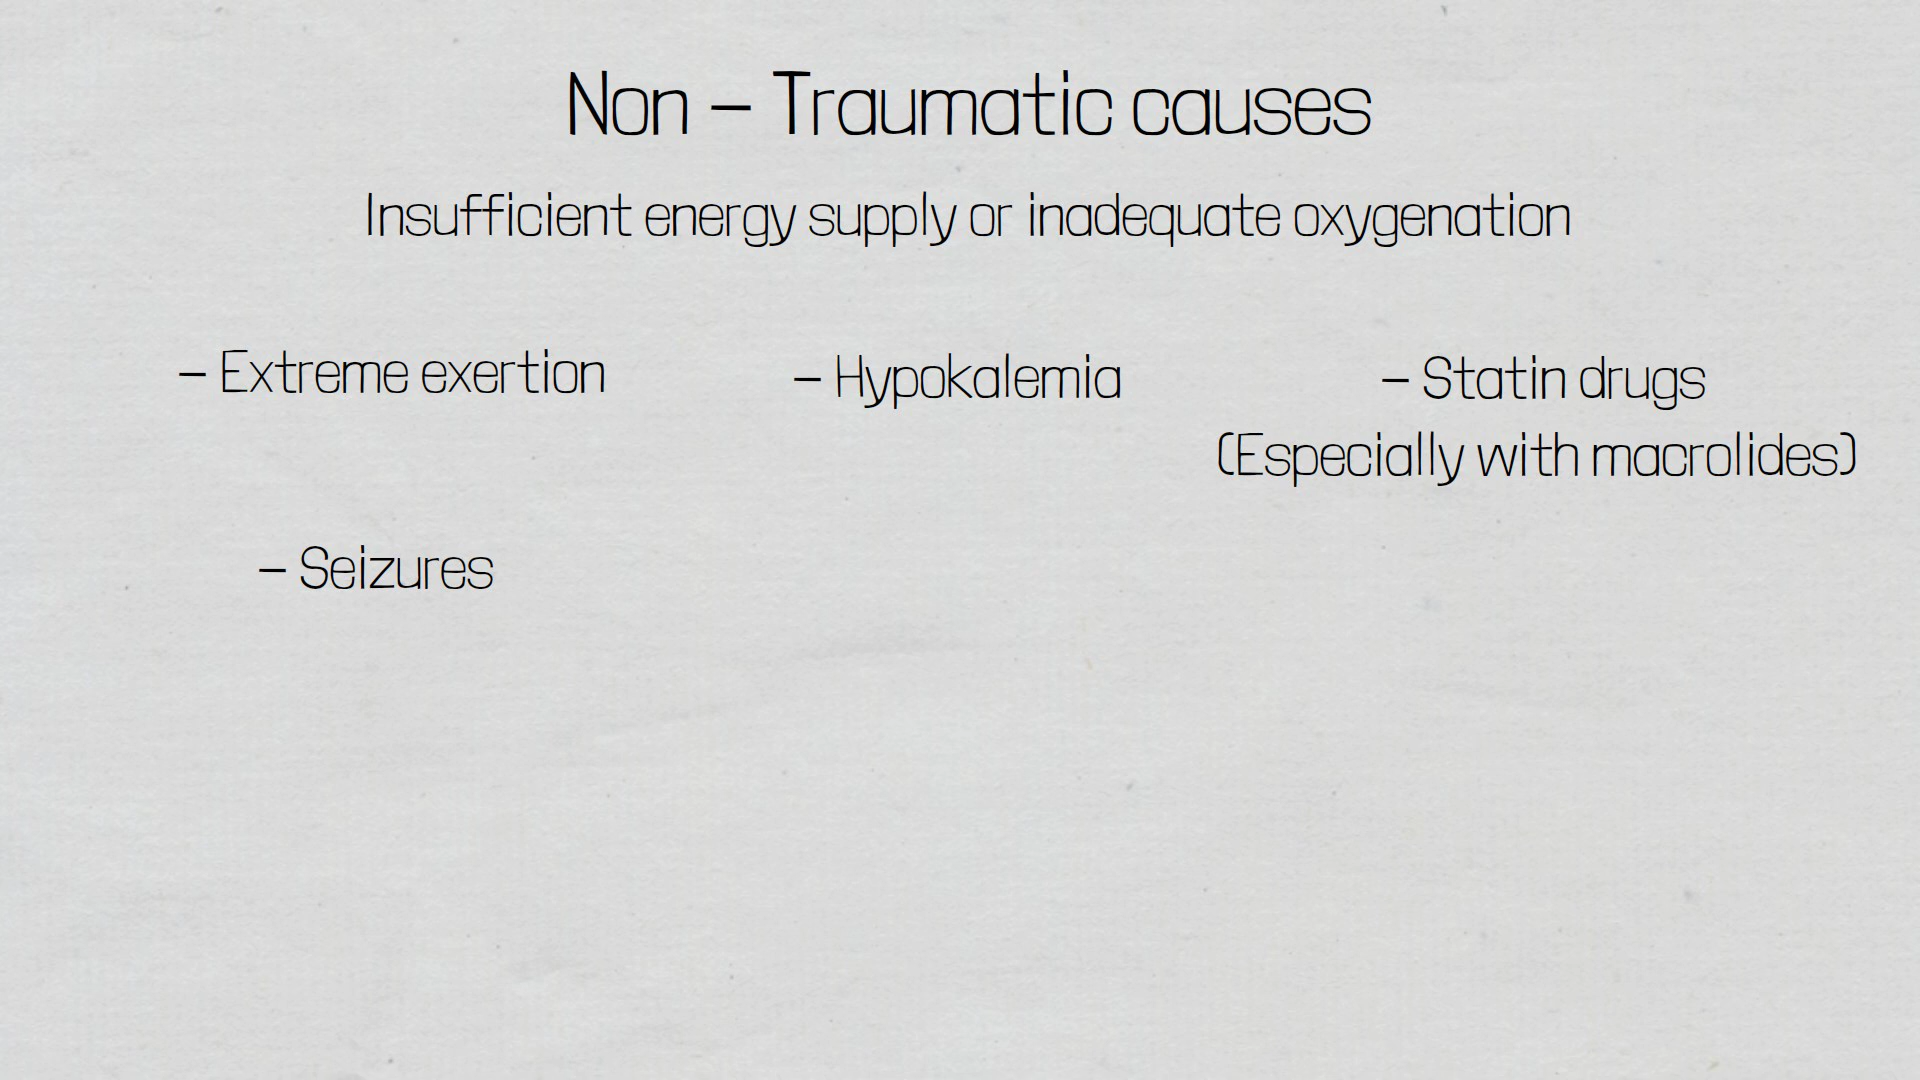 Non - Traumatic causes
Insufficient energy supply or inadequate oxygenation
- Extreme exertion
- Hypokalemia
- Statin drugs
(Especially with macrolides)
- Seizures